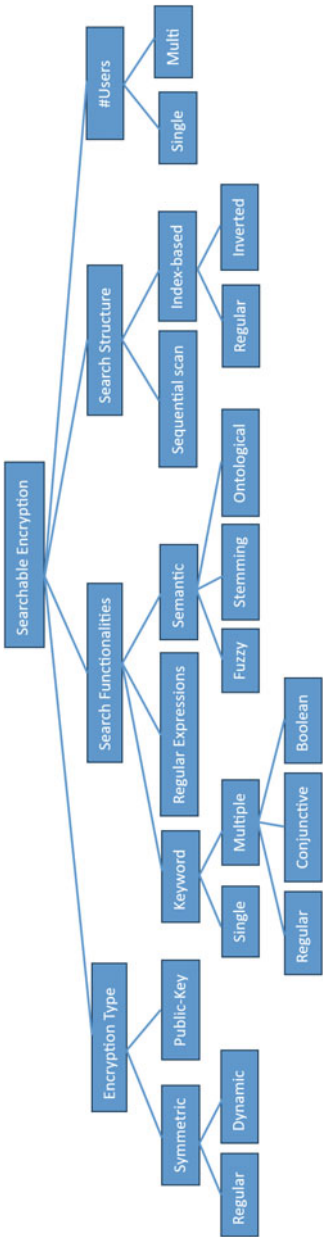 Searchable Encryption
Encryption Type
Search Functionalities
Search Structure
#Users
Symmetric
Public-Key
Keyword
Regular Expressions
Semantic
Sequential scan
Index-based
Single
Multi
Regular
Dynamic
Single
Multiple
Fuzzy
Stemming
Ontological
Regular
Inverted
Regular
Conjunctive
Boolean